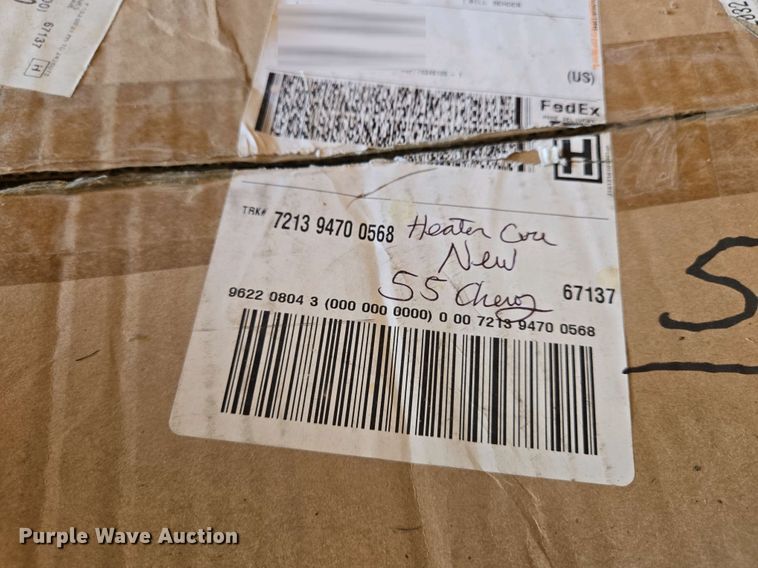 67137
H
(US)
FedEx
H
TRK# 7213 9470 0568 Heater Core
New
55 Chevy 67137
9622 0804 3 (000 000 0000) 0 00 7213 9470 0568
5
Purple Wave Auction